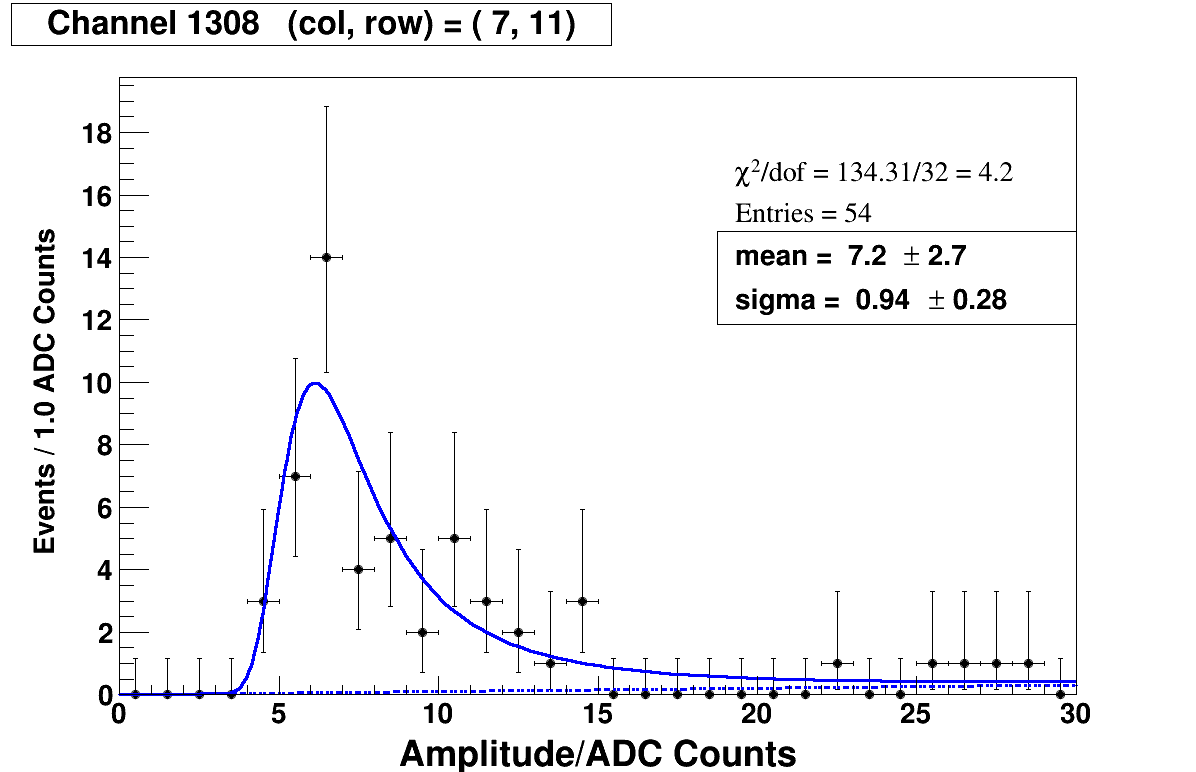 Channel 1308 (col, row) = ( 7, 11)
χ²/dof = 134.31/32 = 4.2
Entries = 54
mean = 7.2 ± 2.7
sigma = 0.94 ± 0.28
Events / 1.0 ADC Counts
18
16
14
12
10
8
6
4
2
0
0 5 10 15 20 25 30
Amplitude/ADC Counts